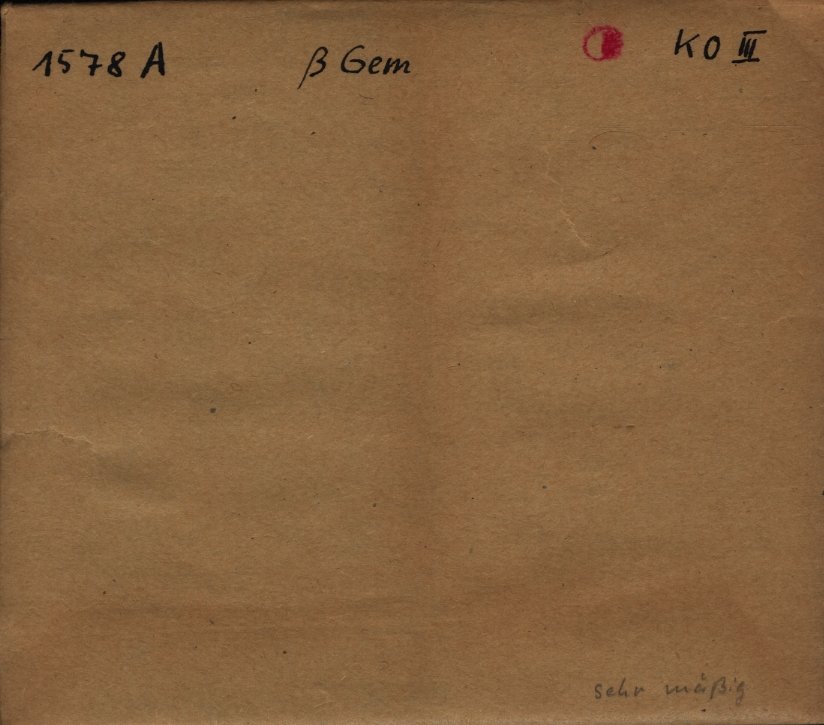 1578 A β Gem K0 III
sehr mäßig